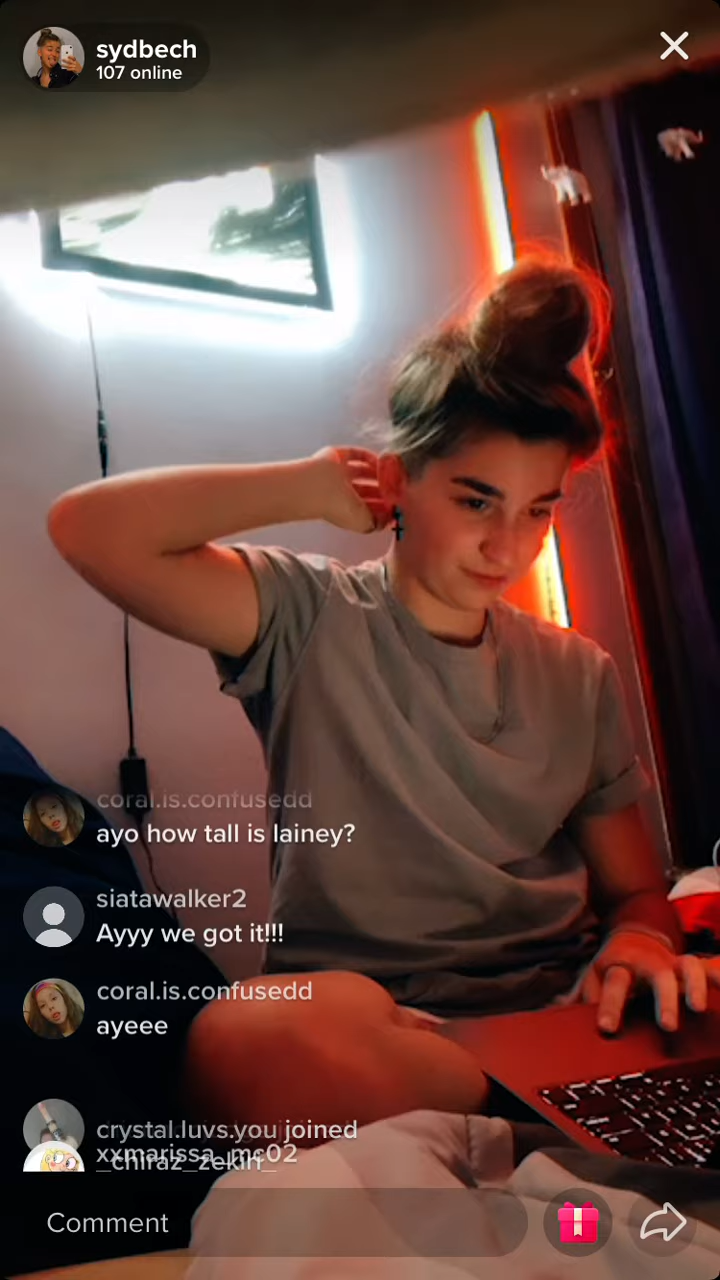 sydbech
107 online
coral.is.confusedd
ayo how tall is lainey?
siatawalker2
Ayyy we got it!!!
coral.is.confusedd
ayeee
crystal.luvs.you joined
xxmarissa_mc02
Comment